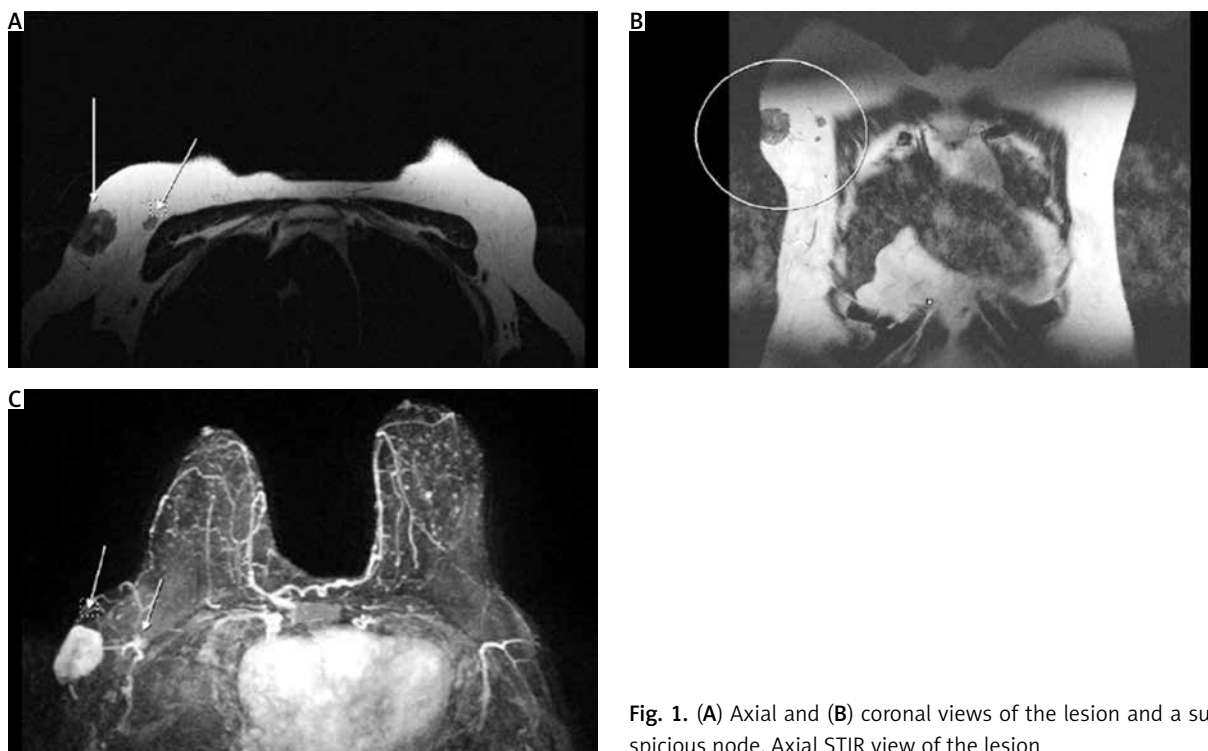 A
B
C
Fig. 1. (A) Axial and (B) coronal views of the lesion and a su
spicious node. Axial STIR view of the lesion